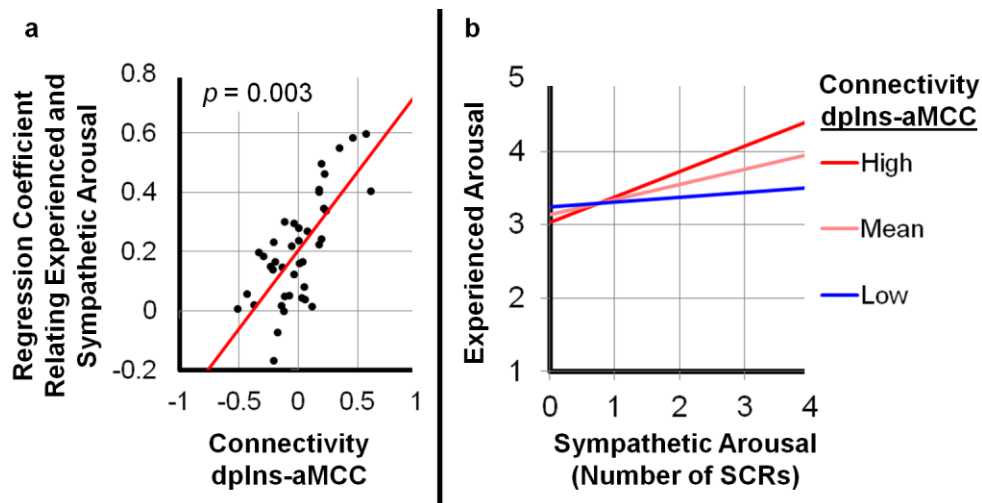 a
Regression Coefficient
Relating Experienced and
Sympathetic Arousal
0.8
0.6
0.4
0.2
0
-0.2
p = 0.003
-1 -0.5 0 0.5 1
Connectivity
dpIns-aMCC
b
Experienced Arousal
5
4
3
2
1
0 1 2 3 4
Sympathetic Arousal
(Number of SCRs)
Connectivity
dpIns-aMCC
High
Mean
Low